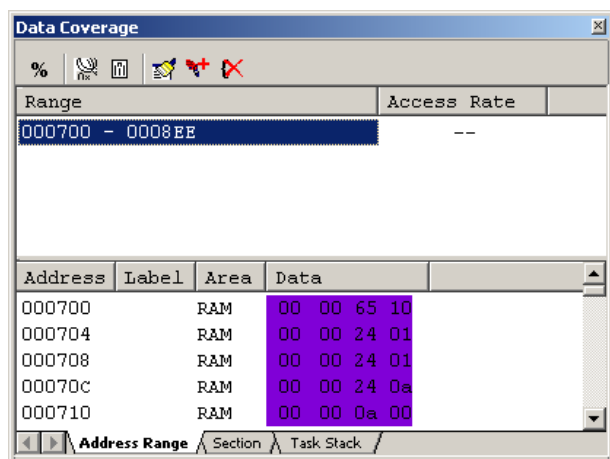 Data Coverage
%
Range Access Rate
000700 - 0008EE --
Address Label Area Data
000700 RAM 00 00 65 10
000704 RAM 00 00 24 01
000708 RAM 00 00 24 01
00070C RAM 00 00 24 0a
000710 RAM 00 00 0a 00
Address Range Section Task Stack